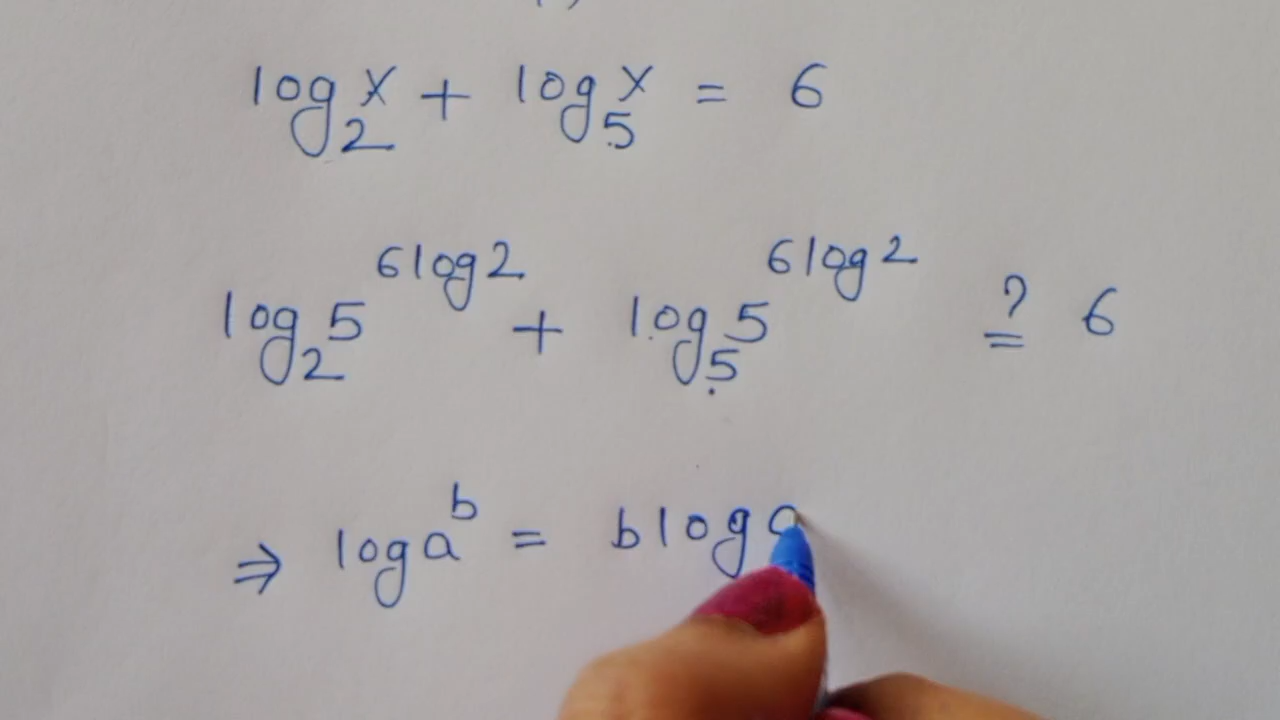 log₂x + log₅x = 6
log₂5^(6log2) + log₅5^(6log2) ≟ 6
⇒ log a^b = b log a